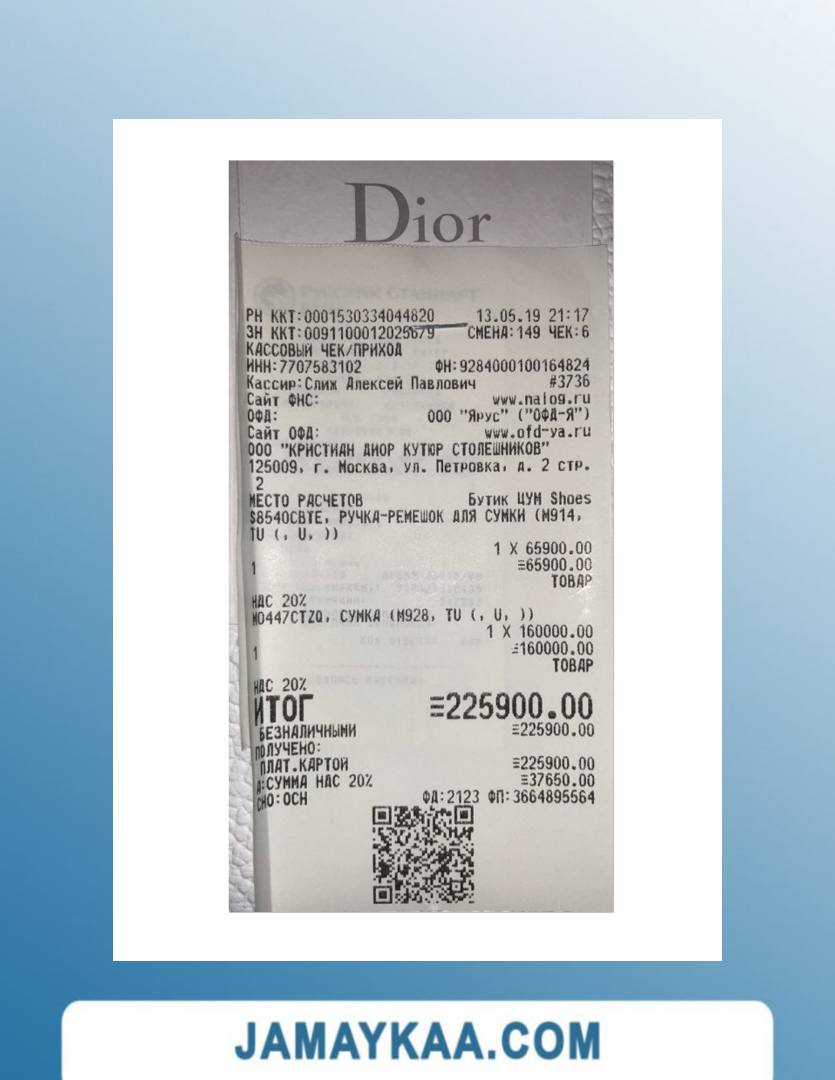 Dior
РН ККТ:0001530334044820 13.05.19 21:17
ЗН ККТ:0091100012025679 СМЕНА:149 ЧЕК:6
КАССОВЫЙ ЧЕК/ПРИХОД
ИНН:7707583102 ФН:9284000100164824
Кассир:Слиж Алексей Павлович #3736
Сайт ФНС: www.nalog.ru
ОФД: ООО "Ярус" ("ОФД-Я")
Сайт ОФД: www.ofd-ya.ru
ООО "КРИСТИАН ДИОР КУТЮР СТОЛЕШНИКОВ"
125009, г. Москва, ул. Петровка, д. 2 стр.
2
МЕСТО РАСЧЕТОВ Бутик ЦУМ Shoes
S8540CBTE, РУЧКА-РЕМЕШОК ДЛЯ СУМКИ (M914,
TU (, U, ))
1 X 65900.00
1 ≡65900.00
ТОВАР
НДС 20%
M0447CTZQ, СУМКА (M928, TU (, U, ))
1 X 160000.00
1 ≡160000.00
ТОВАР
НДС 20%
ИТОГ ≡225900.00
БЕЗНАЛИЧНЫМИ ≡225900.00
ПОЛУЧЕНО:
ПЛАТ.КАРТОЙ ≡225900.00
А:СУММА НДС 20% ≡37650.00
СНО:ОСН ФД:2123 ФП:3664895564
JAMAYKAA.COM